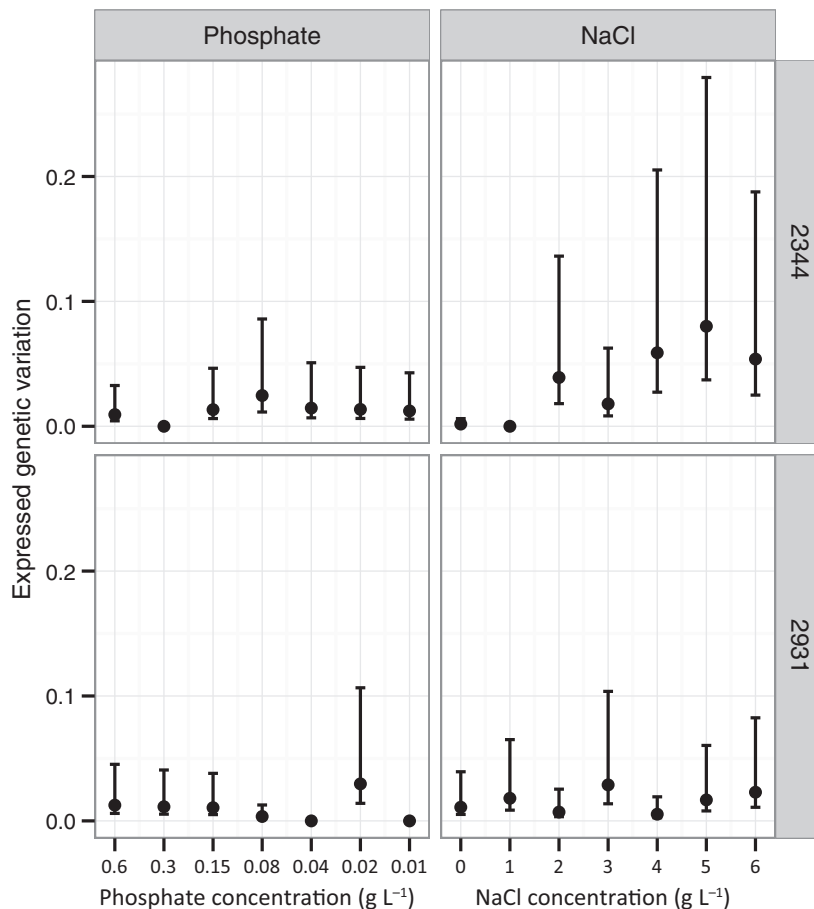 Phosphate
NaCl
Expressed genetic variation
0.2
0.1
0.0
2344
0.2
0.1
0.0
2931
0.6 0.3 0.15 0.08 0.04 0.02 0.01
0 1 2 3 4 5 6
Phosphate concentration (g L⁻¹)
NaCl concentration (g L⁻¹)